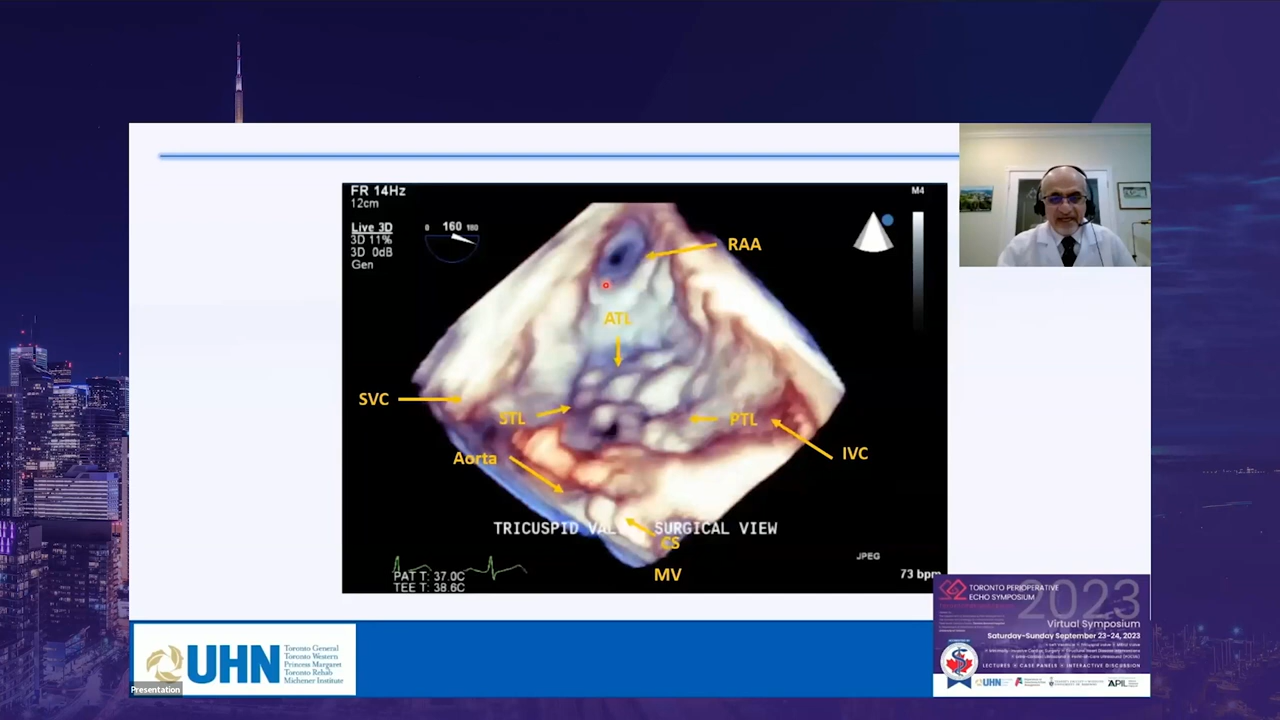 FR 14Hz
12cm
Live 3D
3D 11%
3D 0dB
Gen
0 160 180
M4
RAA
ATL
SVC
STL
PTL
Aorta
IVC
TRICUSPID VAL SURGICAL VIEW
CS
MV
JPEG
PAT T: 37.0C
TEE T: 38.6C
73 bpm
UHN
Toronto General
Toronto Western
Princess Margaret
Toronto Rehab
Michener Institute
Presentation
TORONTO PERIOPERATIVE
ECHO SYMPOSIUM
2023
Virtual Symposium
Saturday-Sunday September 23-24, 2023
LECTURES CASE PANELS INTERACTIVE DISCUSSION
UHN
APIL